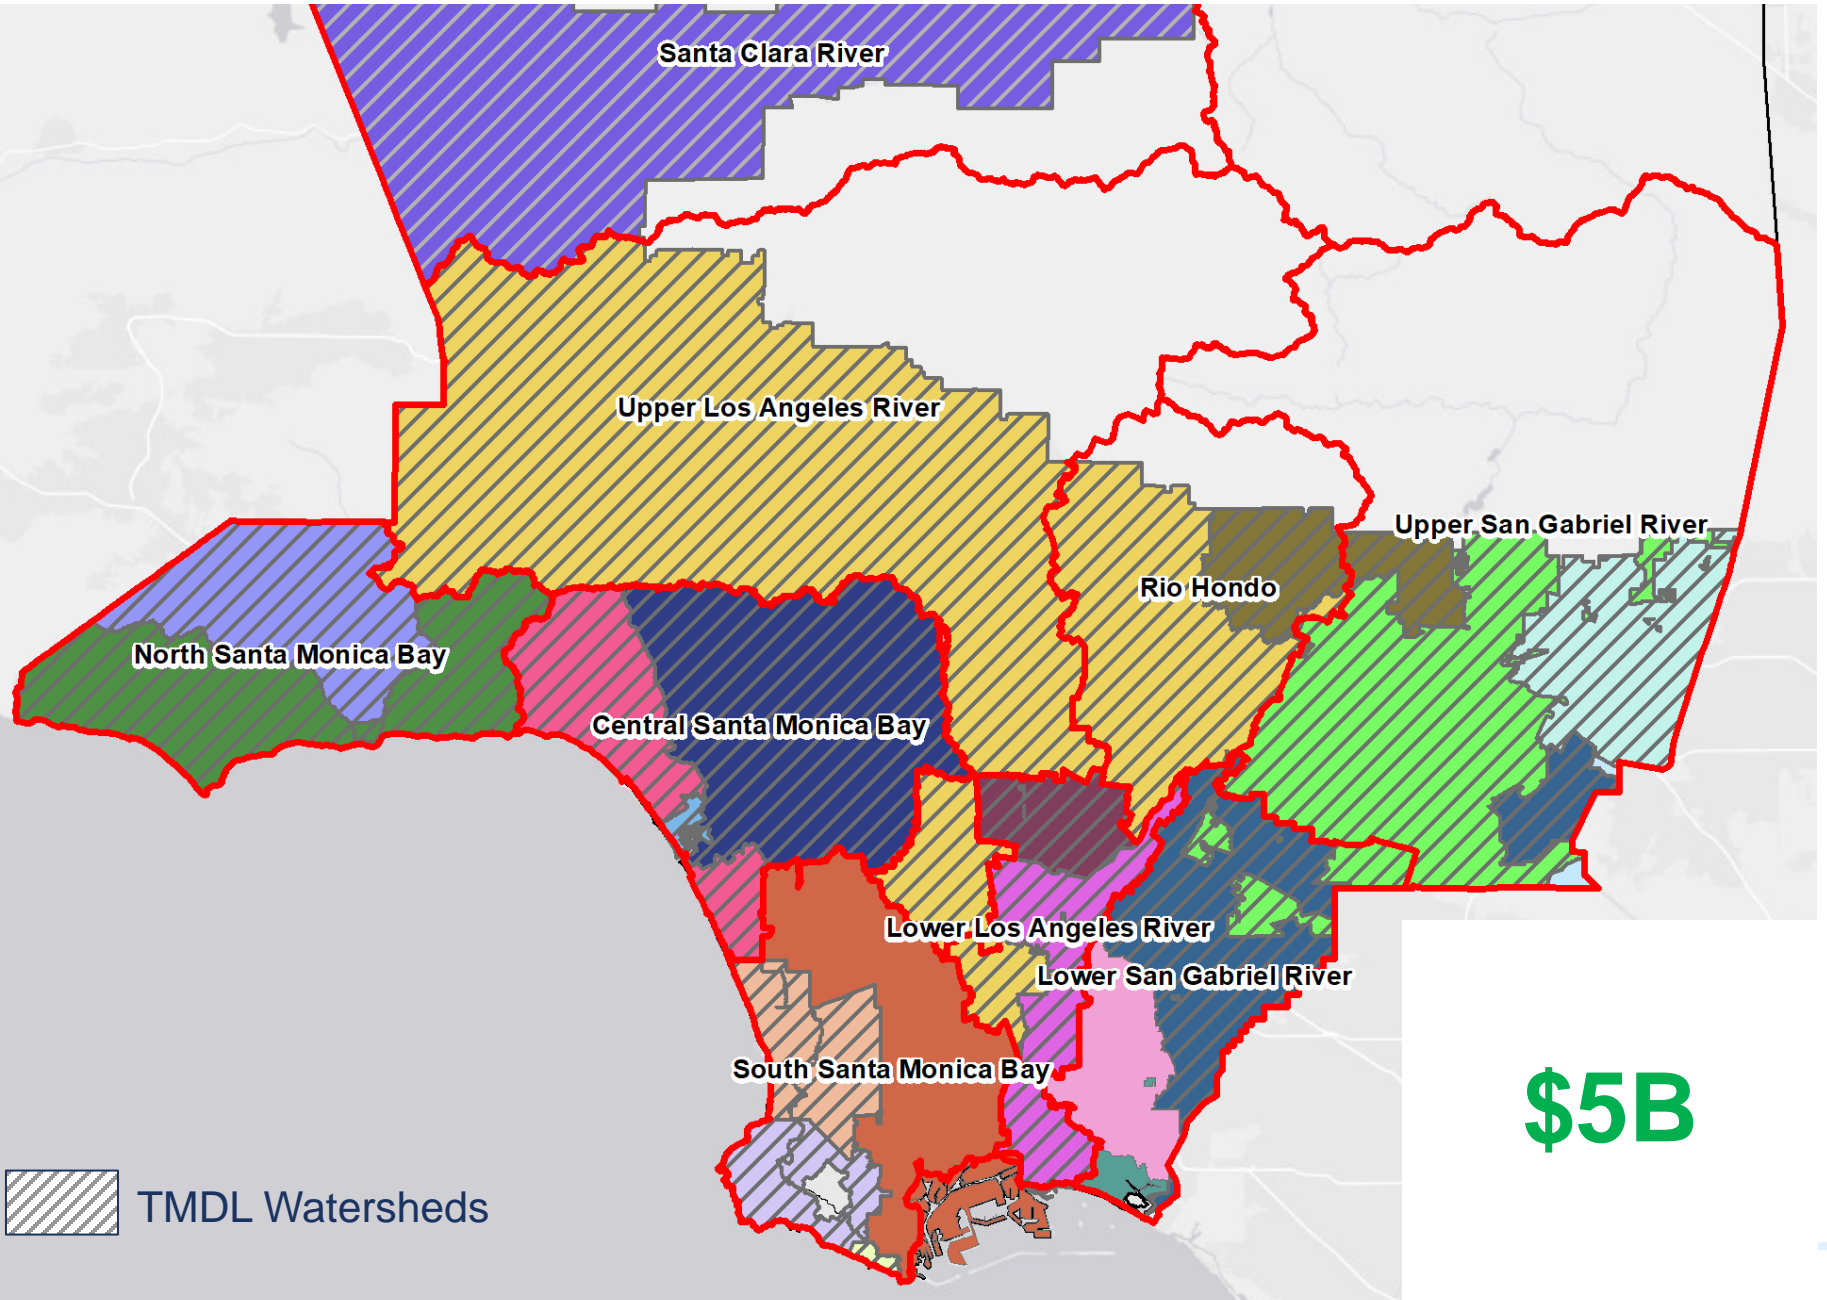 Santa Clara River
Upper Los Angeles River
Upper San Gabriel River
Rio Hondo
North Santa Monica Bay
Central Santa Monica Bay
Lower Los Angeles River
Lower San Gabriel River
South Santa Monica Bay
$5B
TMDL Watersheds